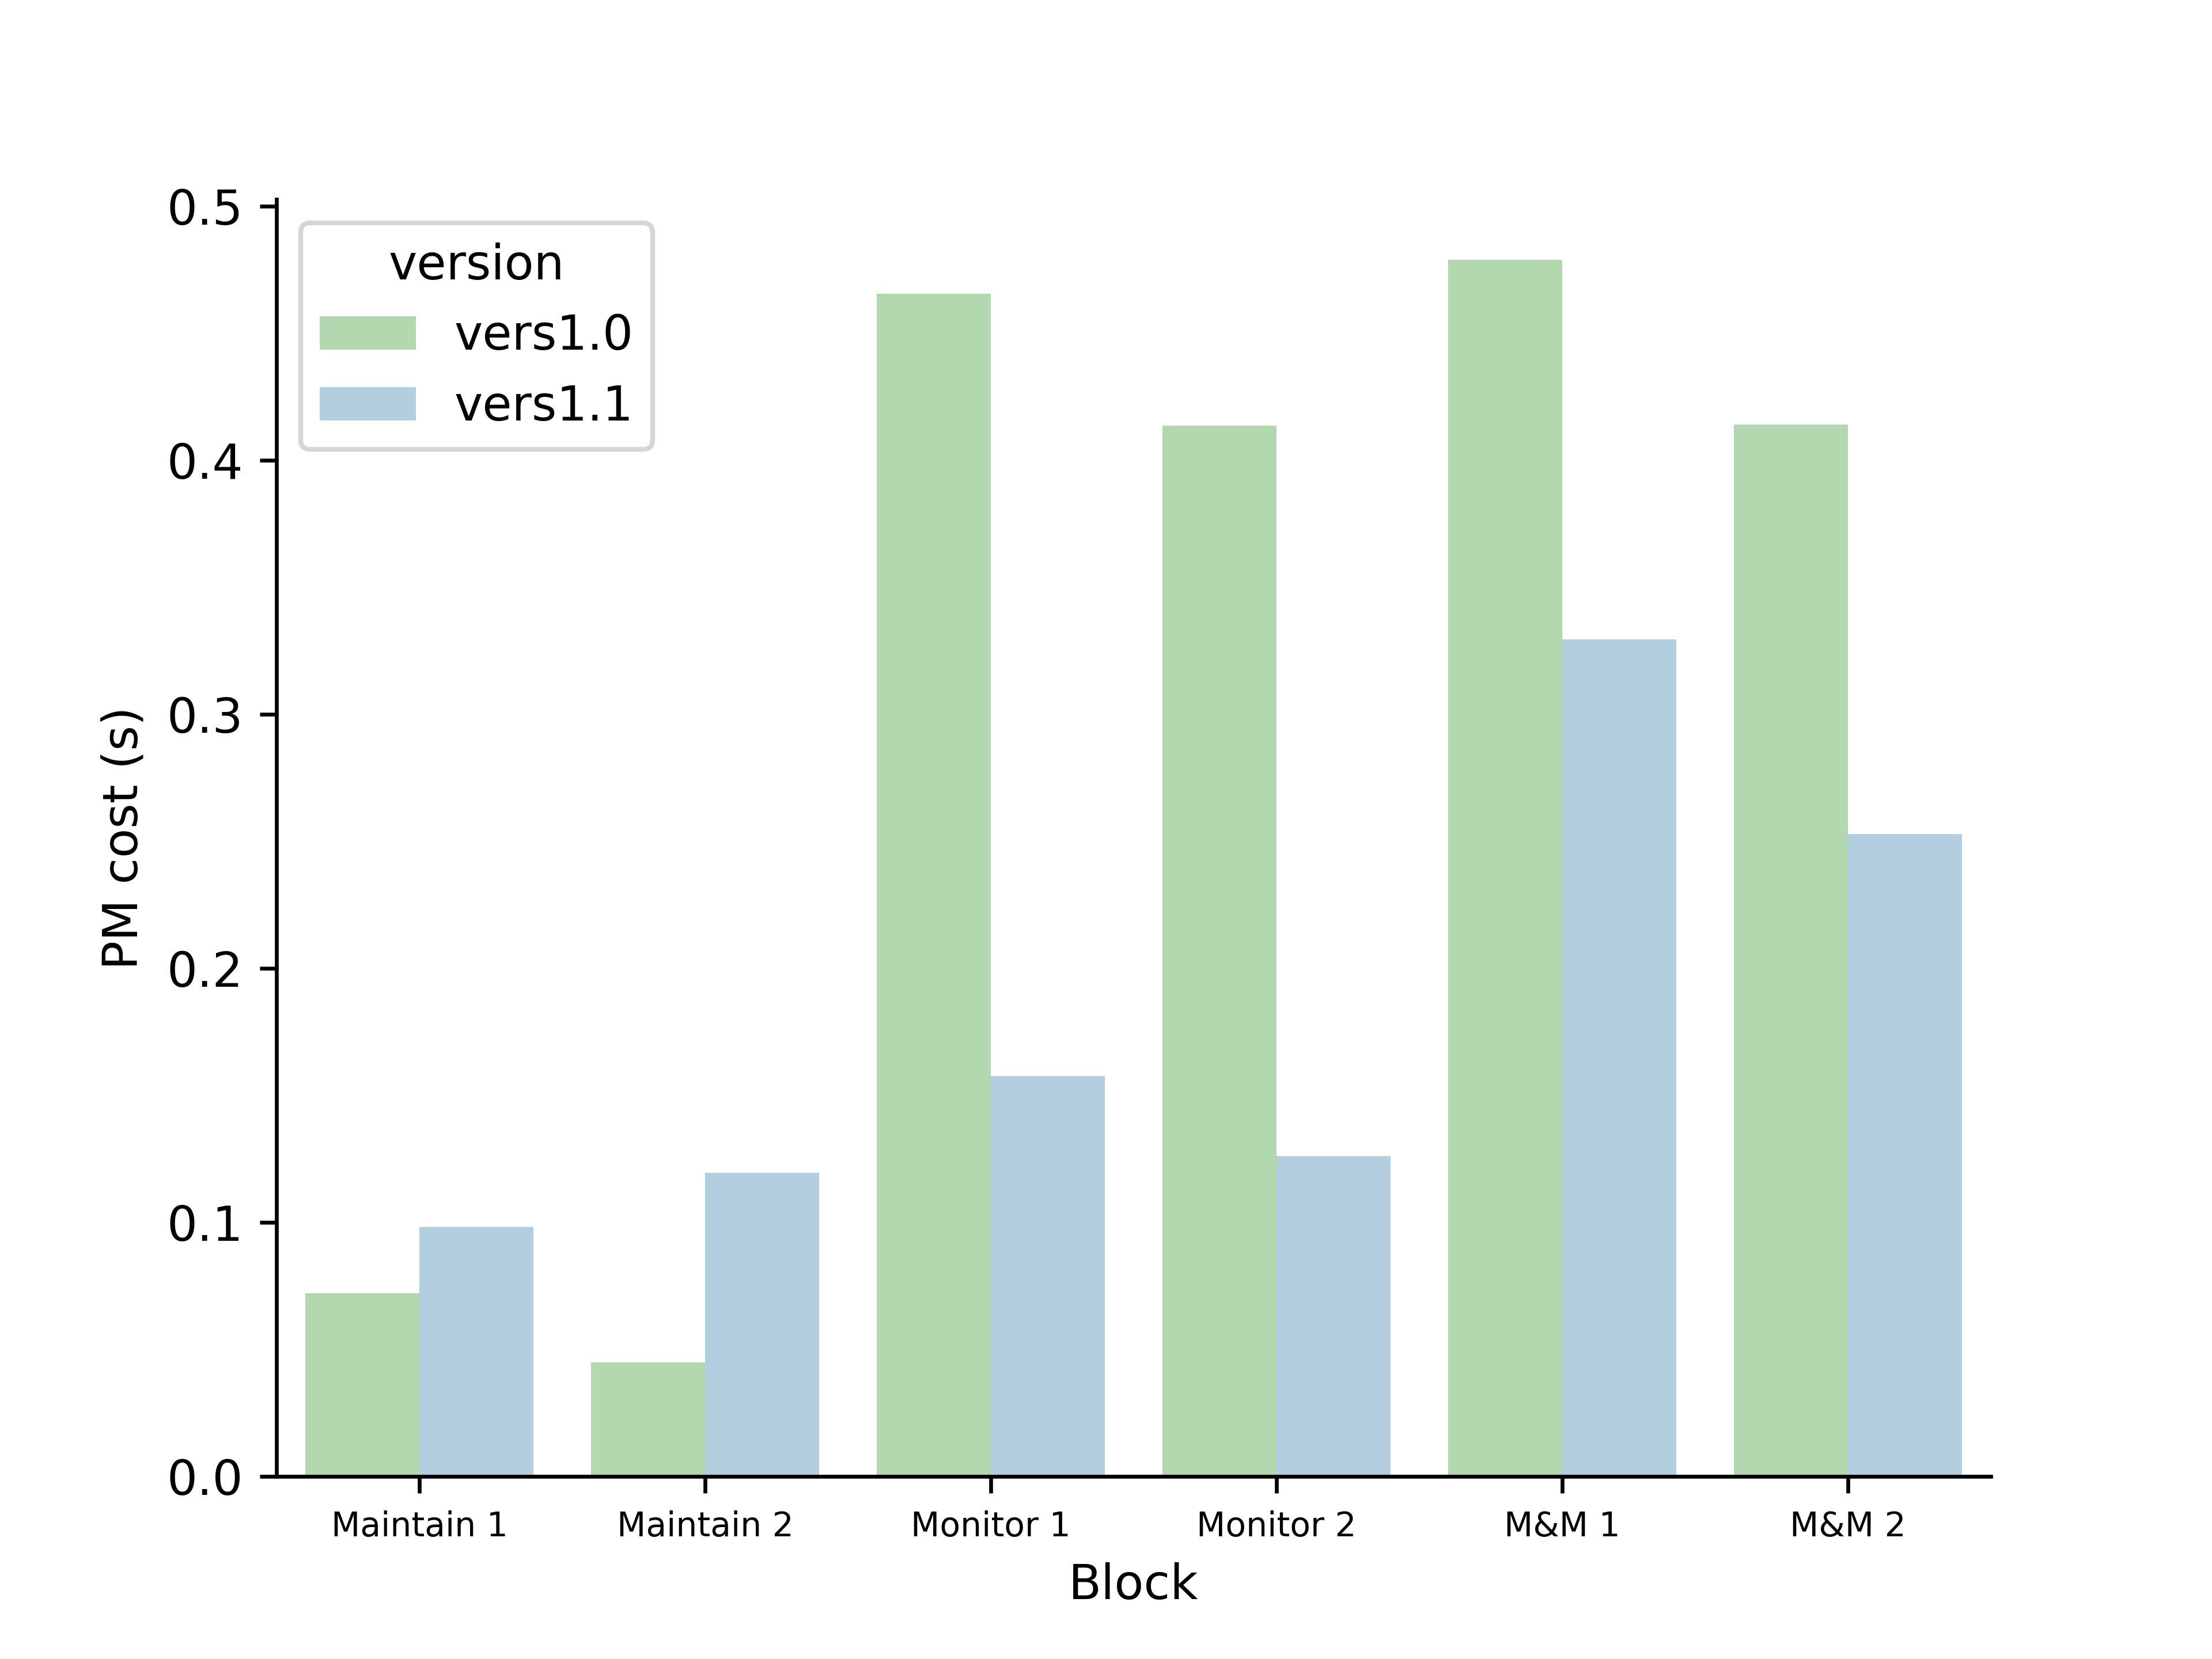 0.5
version
vers1.0
vers1.1
0.4
0.3
0.2
0.1
0.0
PM cost (s)
Maintain 1 Maintain 2 Monitor 1 Monitor 2 M&M 1 M&M 2
Block